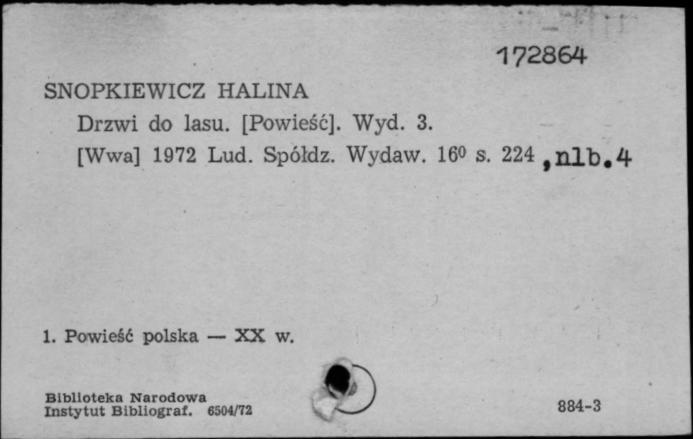 172864
SNOPKIEWICZ HALINA
Drzwi do lasu. [Powieść]. Wyd. 3.
[Wwa] 1972 Lud. Spółdz. Wydaw. 16⁰ s. 224 ,nlb.4
1. Powieść polska — XX w.
Biblioteka Narodowa
Instytut Bibliograf. 6504/72
884-3